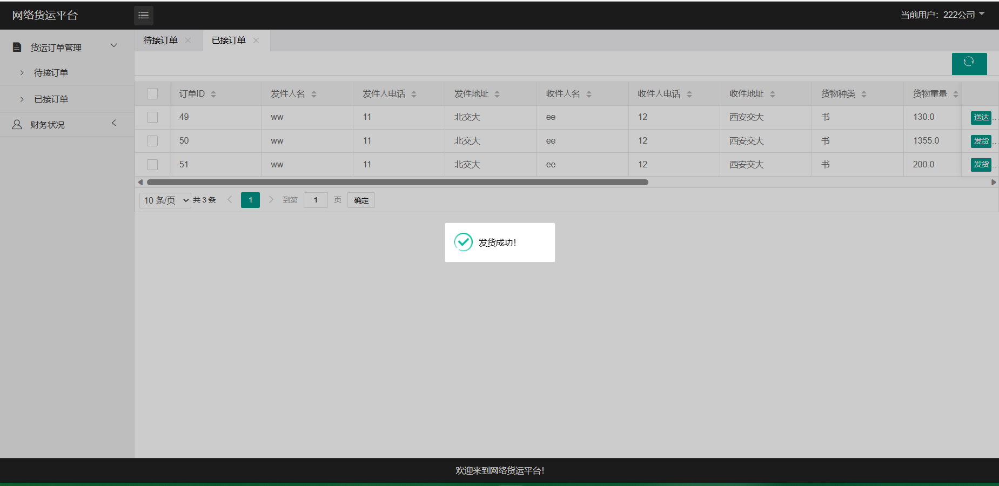 网络货运平台
当前用户：222公司
货运订单管理
待接订单
已接订单
财务状况
待接订单 已接订单
订单ID 发件人名 发件人电话 发件地址 收件人名 收件人电话 收件地址 货物种类 货物重量
49 ww 11 北交大 ee 12 西安交大 书 130.0 送达...
50 ww 11 北交大 ee 12 西安交大 书 1355.0 发货...
51 ww 11 北交大 ee 12 西安交大 书 200.0 发货...
10 条/页 共 3 条 1 到第 1 页 确定
发货成功！
欢迎来到网络货运平台！